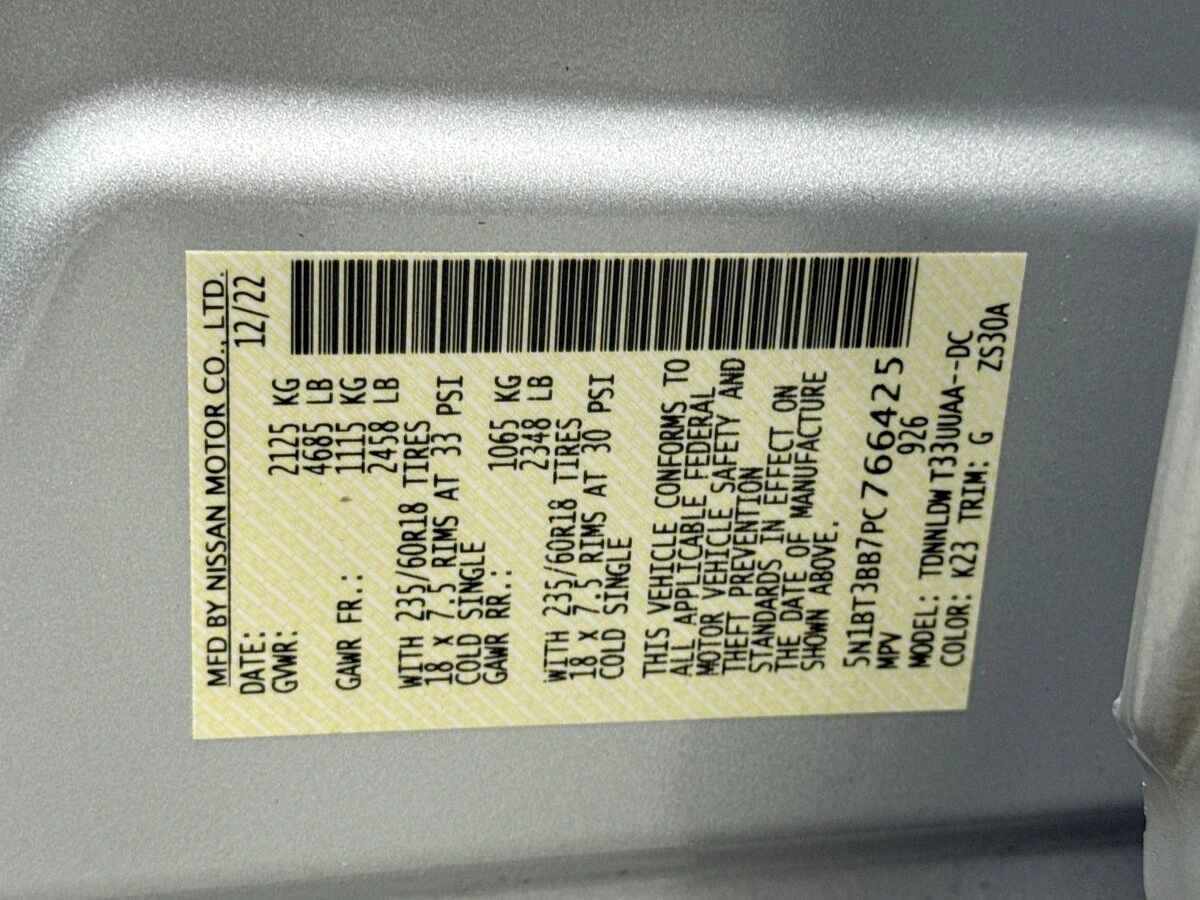 MFD BY NISSAN MOTOR CO., LTD.
DATE: 12/22
GVWR: 2125 KG
4685 LB
GAWR FR.: 1115 KG
2458 LB
WITH 235/60R18 TIRES
18 X 7.5 RIMS AT 33 PSI
COLD SINGLE
GAWR RR.: 1065 KG
2348 LB
WITH 235/60R18 TIRES
18 X 7.5 RIMS AT 30 PSI
COLD SINGLE
THIS VEHICLE CONFORMS TO
ALL APPLICABLE FEDERAL
MOTOR VEHICLE SAFETY AND
THEFT PREVENTION
STANDARDS IN EFFECT ON
THE DATE OF MANUFACTURE
SHOWN ABOVE.
5N1BT3BB7PC766425
MPV 926
MODEL: TDNNLDW T33UUAA--DC
COLOR: K23 TRIM: G ZS30A